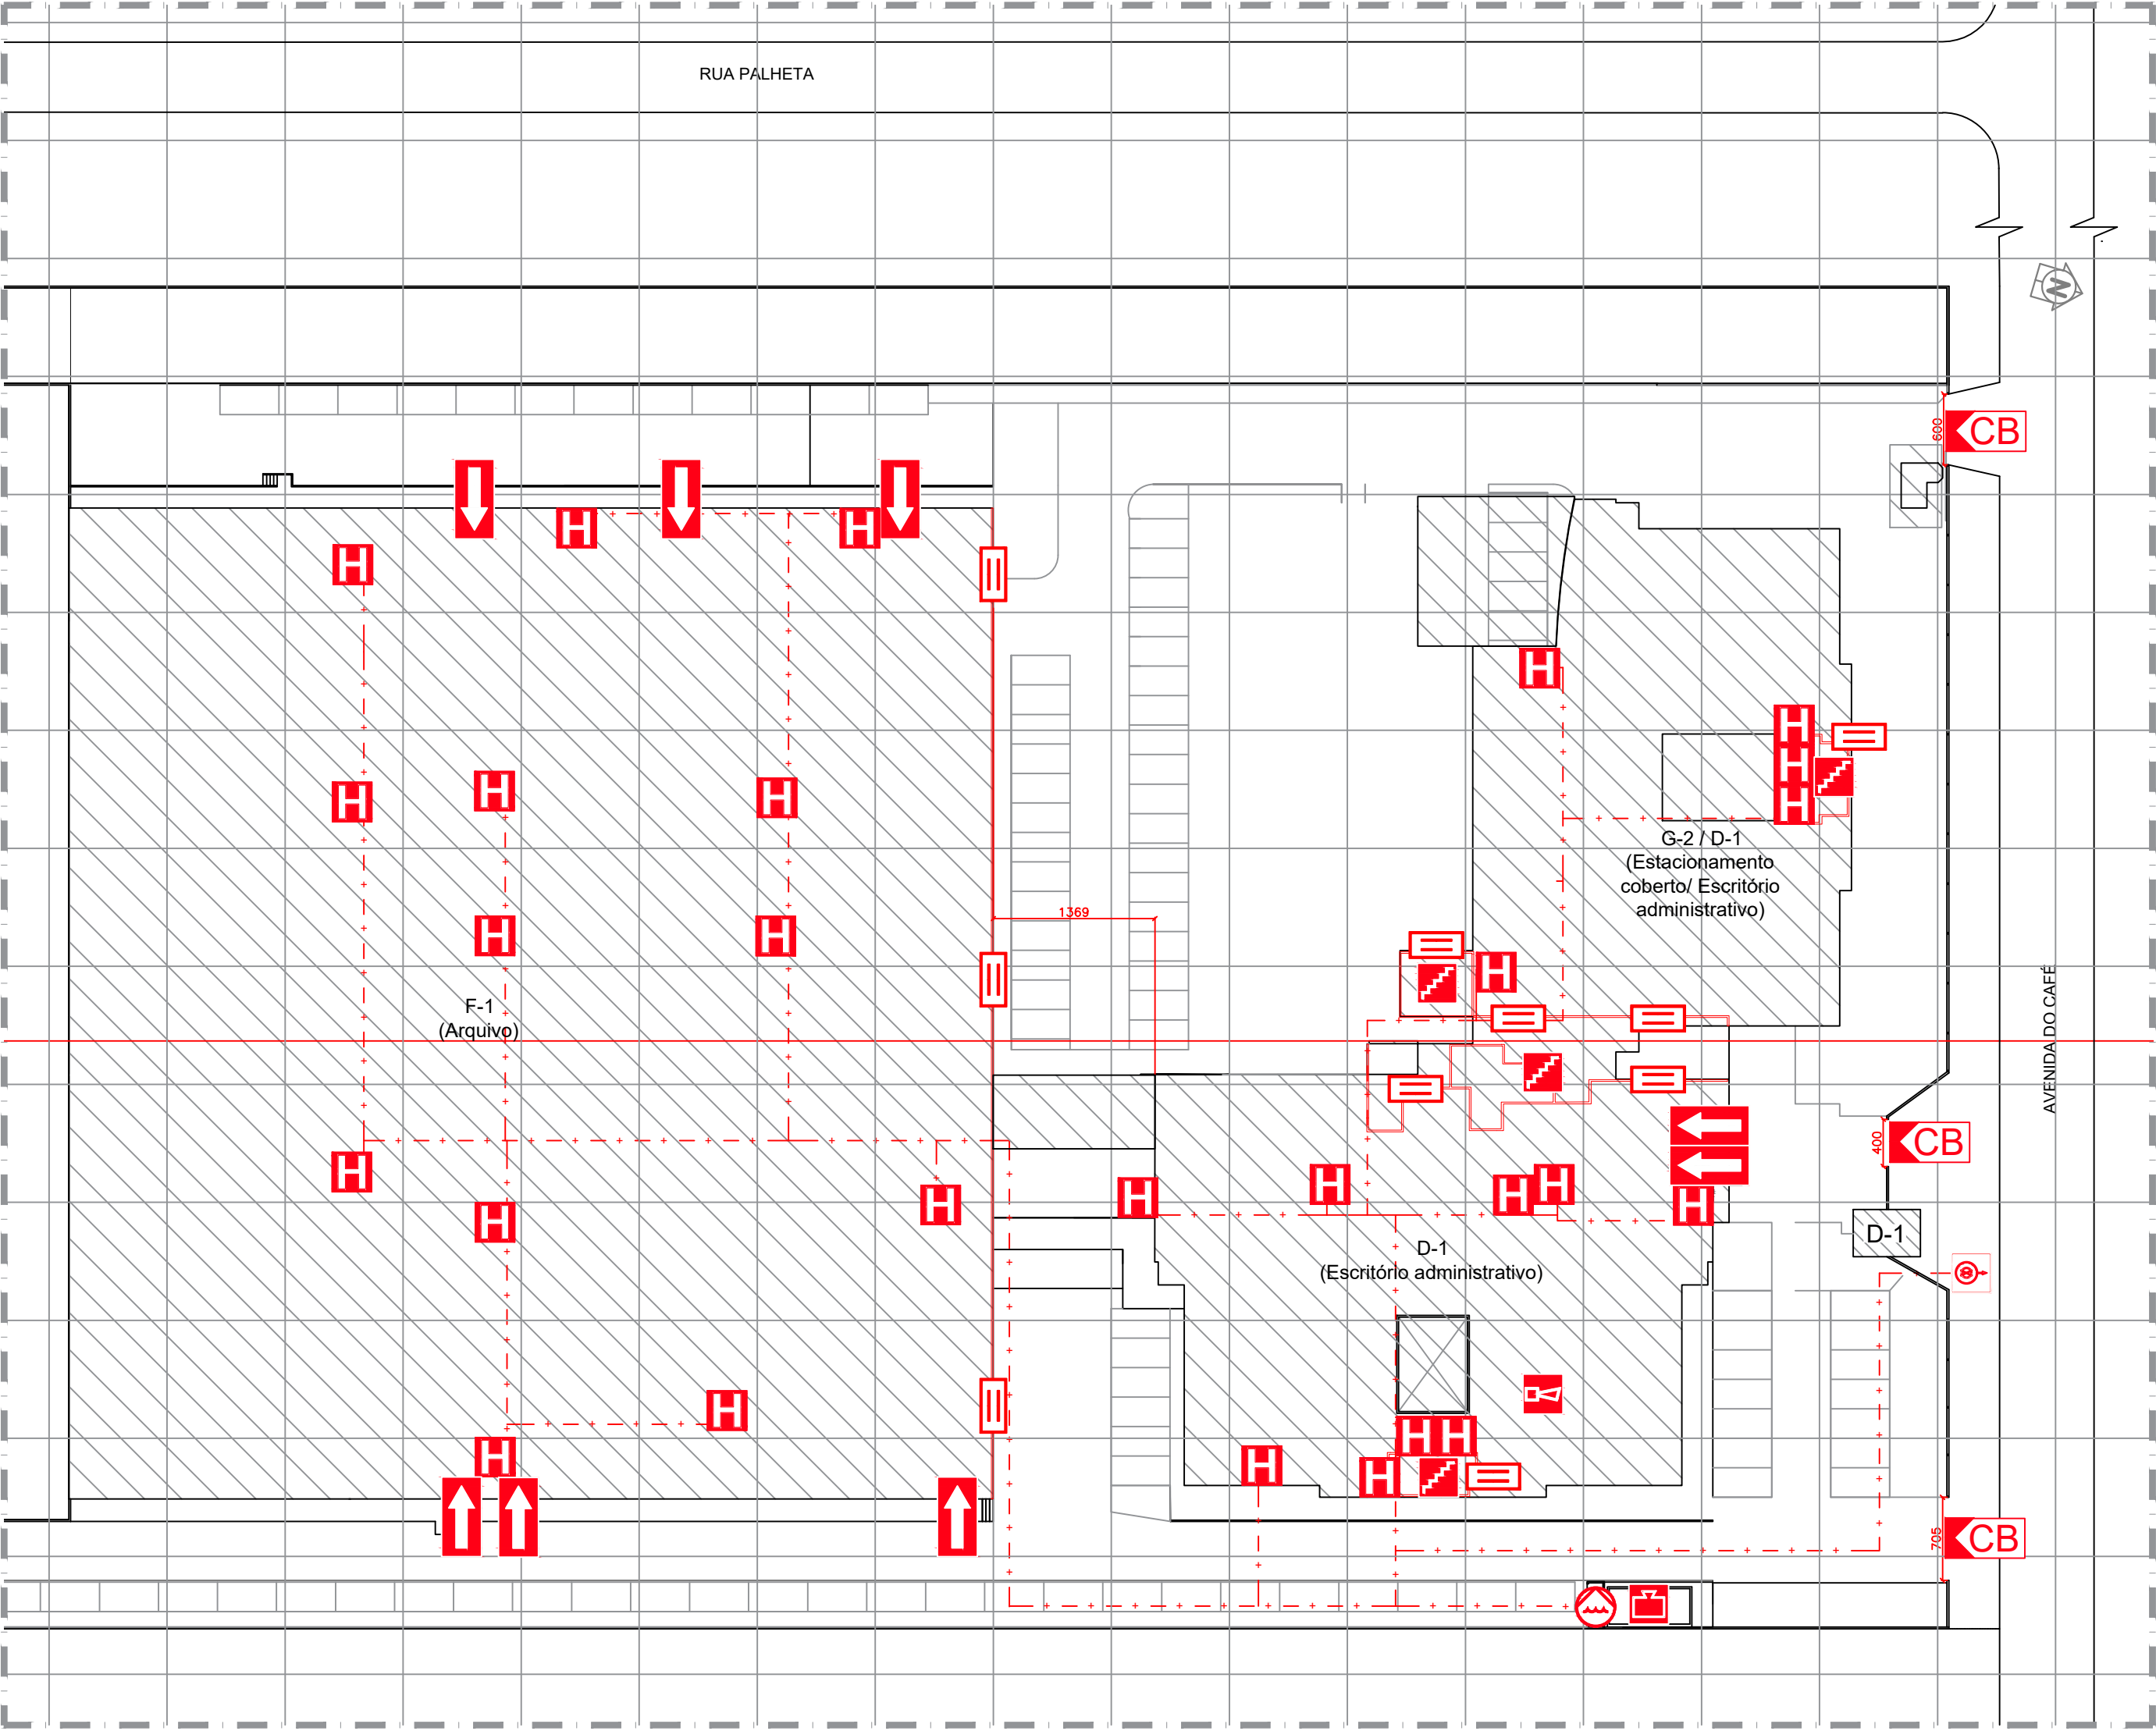 RUA PALHETA
N
600
CB
H
H
H
H
H
H
H
H
H
H
H
H
G-2 / D-1
(Estacionamento
coberto/ Escritório
administrativo)
1369
H
H
H
F-1
(Arquivo)
AVENIDA DO CAFÉ
400
CB
H
H
H
H
H
H
H
H
D-1
D-1
(Escritório administrativo)
H
H
H
H
H
H
705
CB